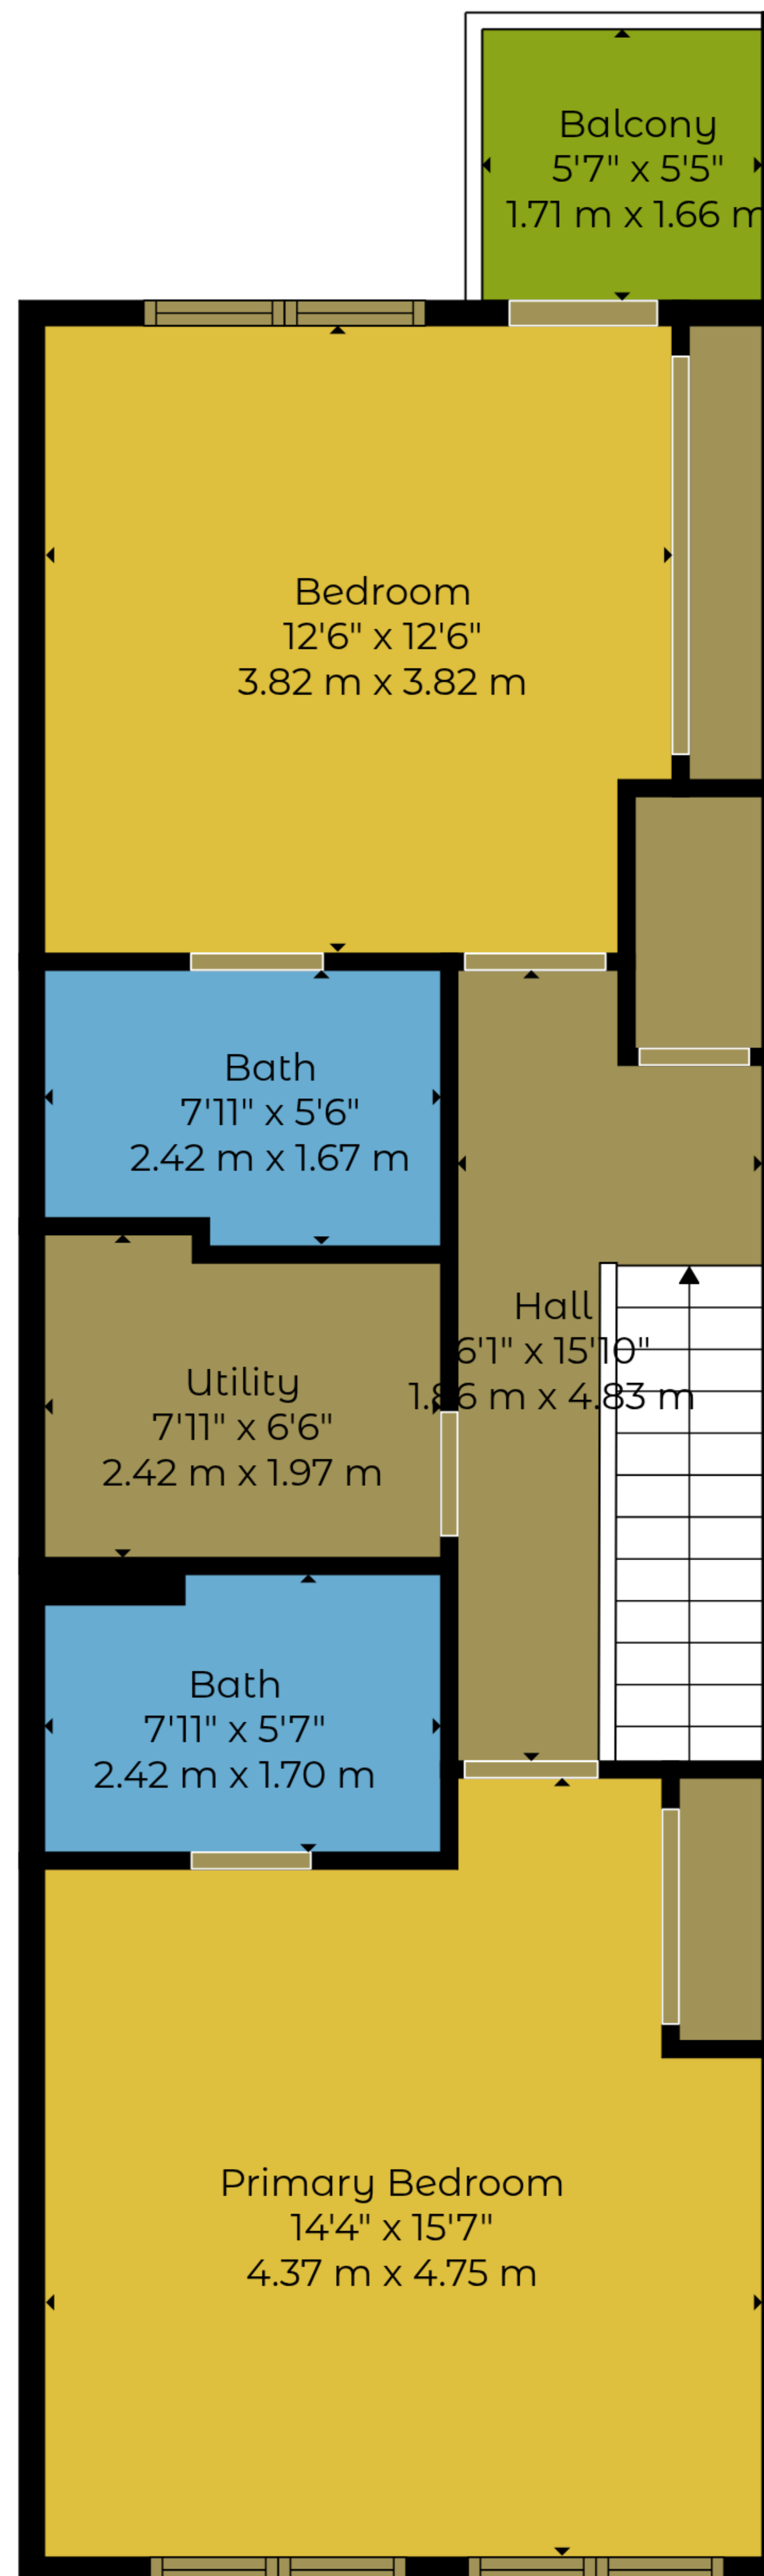 Balcony
5'7" x 5'5"
1.71 m x 1.66 m
Bedroom
12'6" x 12'6"
3.82 m x 3.82 m
Bath
7'11" x 5'6"
2.42 m x 1.67 m
Hall
6'1" x 15'10"
1.86 m x 4.83 m
Utility
7'11" x 6'6"
2.42 m x 1.97 m
Bath
7'11" x 5'7"
2.42 m x 1.70 m
Primary Bedroom
14'4" x 15'7"
4.37 m x 4.75 m